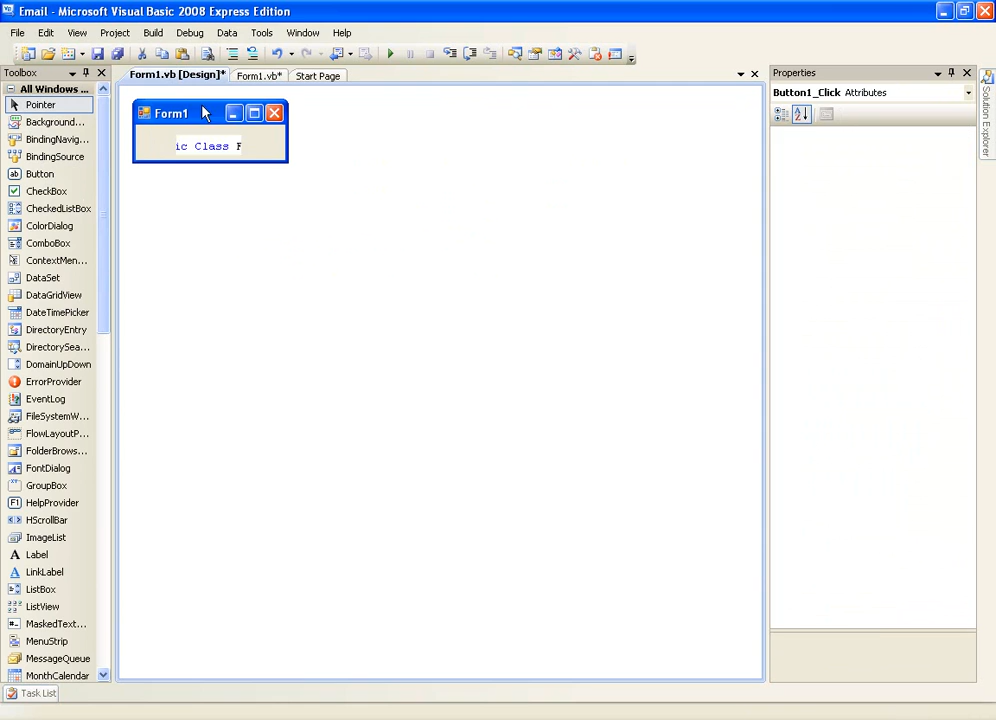 Email - Microsoft Visual Basic 2008 Express Edition
File Edit View Project Build Debug Data Tools Window Help
Toolbox
Form1.vb [Design]* Form1.vb* Start Page
Properties
All Windows ...
Button1_Click Attributes
Pointer
Form1
Background...
BindingNavig...
ic Class F
BindingSource
Button
CheckBox
CheckedListBox
ColorDialog
ComboBox
ContextMen...
DataSet
DataGridView
DateTimePicker
DirectoryEntry
DirectorySea...
DomainUpDown
ErrorProvider
EventLog
FileSystemW...
FlowLayoutP...
FolderBrows...
FontDialog
GroupBox
HelpProvider
HScrollBar
ImageList
Label
LinkLabel
ListBox
ListView
MaskedText...
MenuStrip
MessageQueue
MonthCalendar
Task List
Solution Explorer